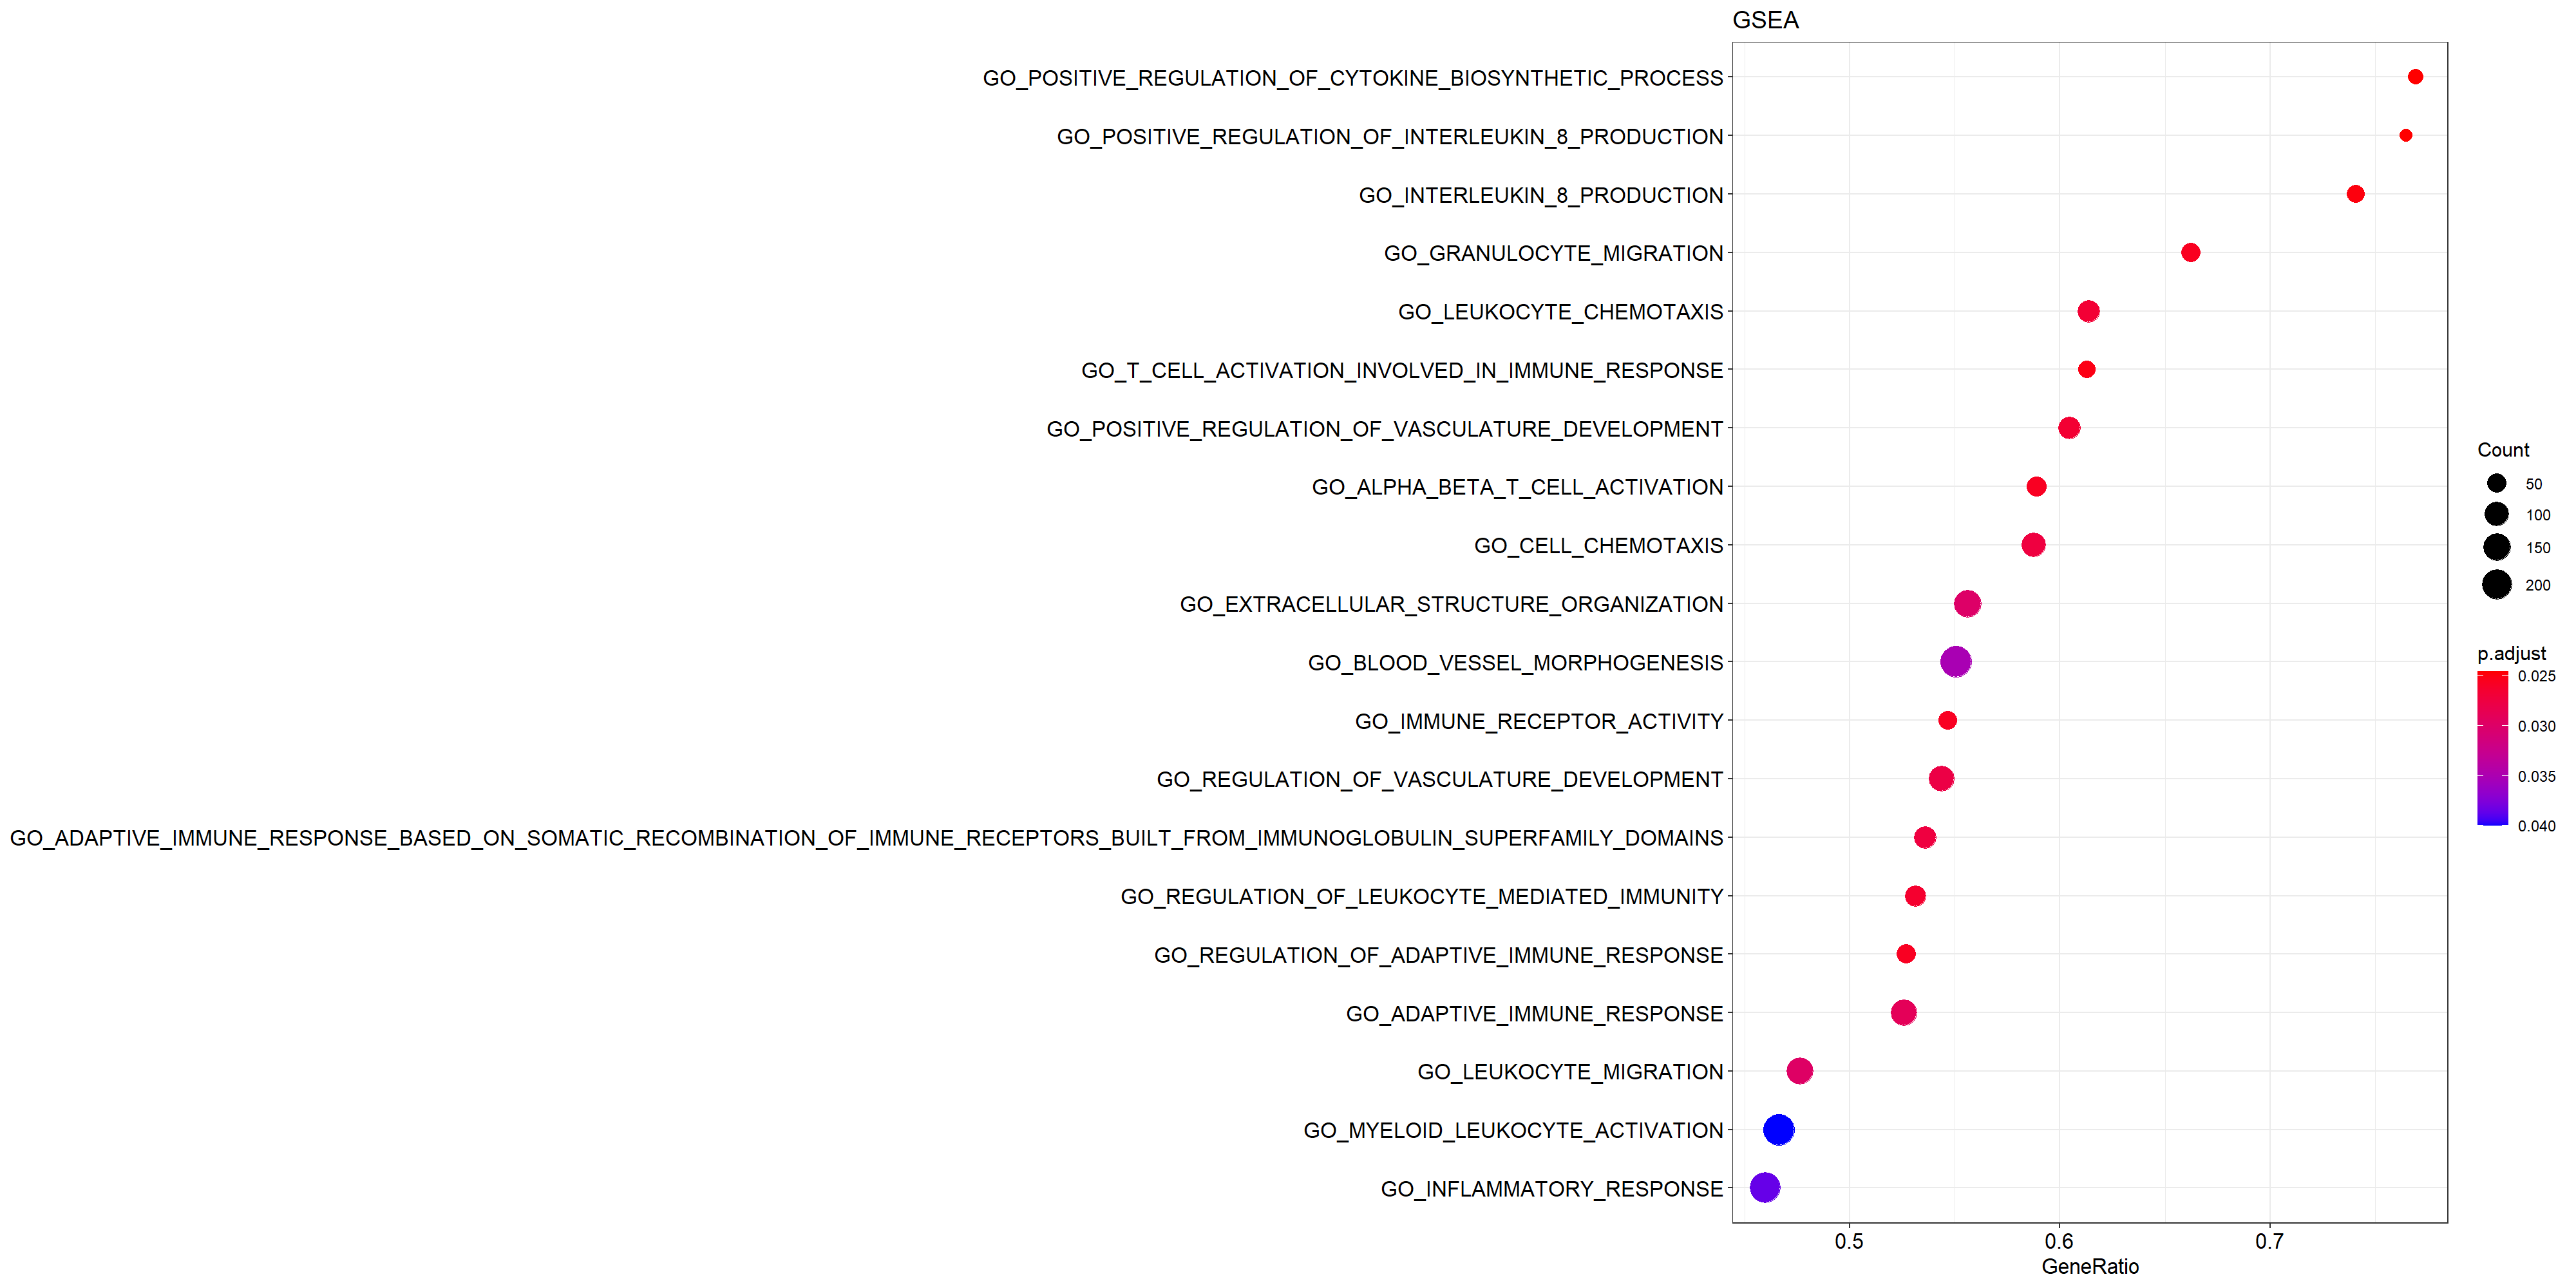 GSEA
GO_POSITIVE_REGULATION_OF_CYTOKINE_BIOSYNTHETIC_PROCESS
GO_POSITIVE_REGULATION_OF_INTERLEUKIN_8_PRODUCTION
GO_INTERLEUKIN_8_PRODUCTION
GO_GRANULOCYTE_MIGRATION
GO_LEUKOCYTE_CHEMOTAXIS
GO_T_CELL_ACTIVATION_INVOLVED_IN_IMMUNE_RESPONSE
GO_POSITIVE_REGULATION_OF_VASCULATURE_DEVELOPMENT
GO_ALPHA_BETA_T_CELL_ACTIVATION
GO_CELL_CHEMOTAXIS
GO_EXTRACELLULAR_STRUCTURE_ORGANIZATION
GO_BLOOD_VESSEL_MORPHOGENESIS
GO_IMMUNE_RECEPTOR_ACTIVITY
GO_REGULATION_OF_VASCULATURE_DEVELOPMENT
GO_ADAPTIVE_IMMUNE_RESPONSE_BASED_ON_SOMATIC_RECOMBINATION_OF_IMMUNE_RECEPTORS_BUILT_FROM_IMMUNOGLOBULIN_SUPERFAMILY_DOMAINS
GO_REGULATION_OF_LEUKOCYTE_MEDIATED_IMMUNITY
GO_REGULATION_OF_ADAPTIVE_IMMUNE_RESPONSE
GO_ADAPTIVE_IMMUNE_RESPONSE
GO_LEUKOCYTE_MIGRATION
GO_MYELOID_LEUKOCYTE_ACTIVATION
GO_INFLAMMATORY_RESPONSE
0.5 0.6 0.7
GeneRatio
Count
50
100
150
200
p.adjust
0.025
0.030
0.035
0.040